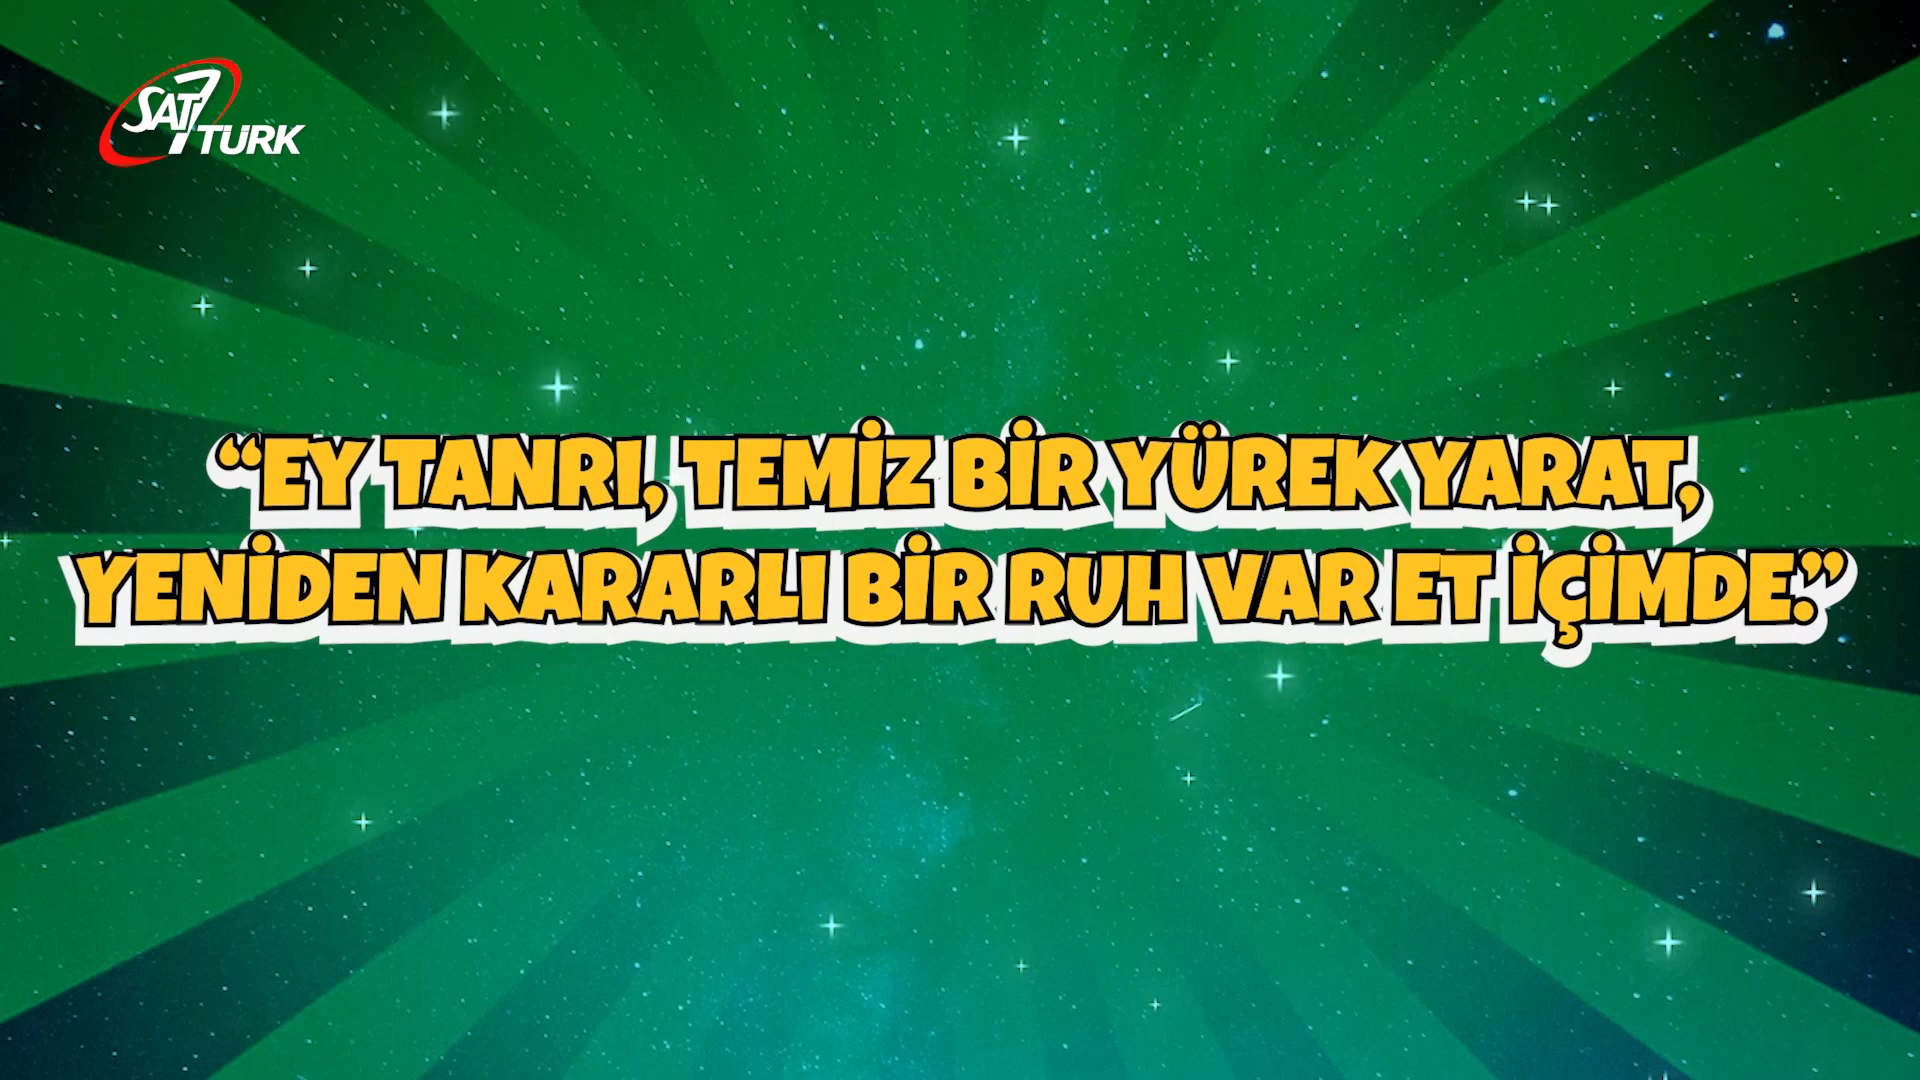 SAT7 TÜRK
“EY TANRI, TEMİZ BİR YÜREK YARAT,
YENİDEN KARARLI BİR RUH VAR ET İÇİMDE.”